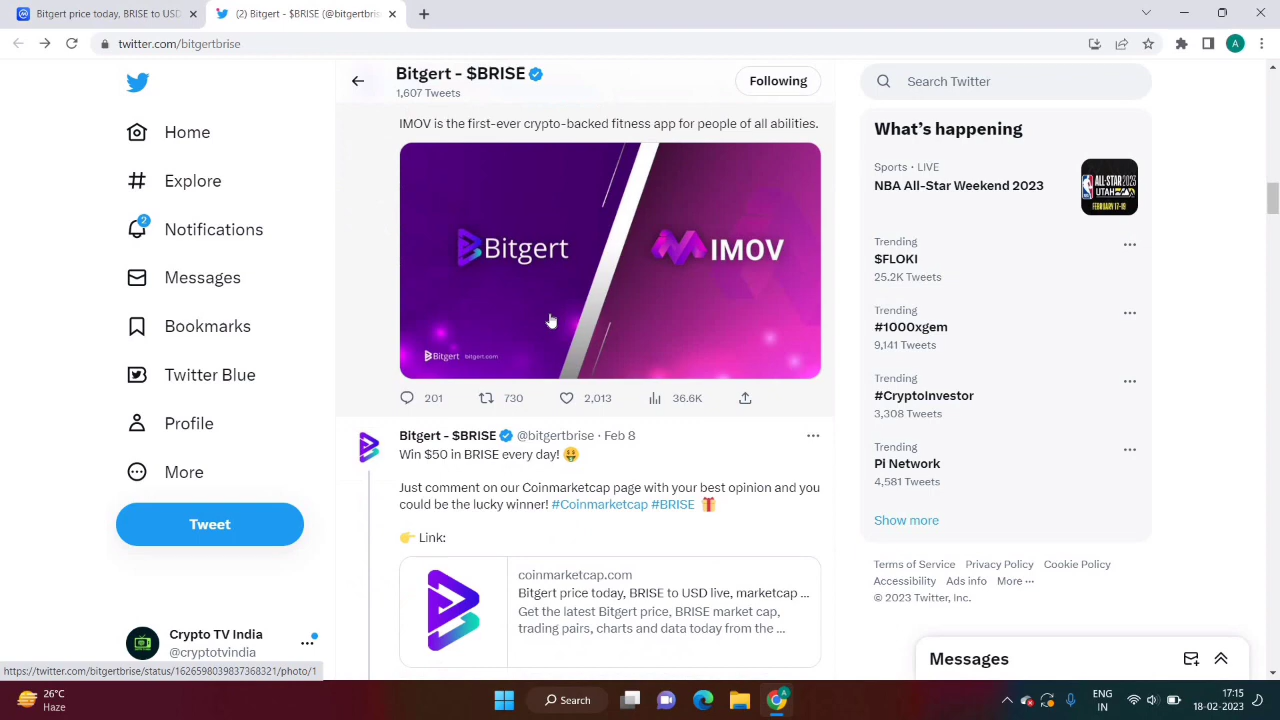 Bitgert price today, BRISE to USD
(2) Bitgert - $BRISE (@bitgertbris
twitter.com/bitgertbrise
A
Home
Explore
2
Notifications
Messages
Bookmarks
Twitter Blue
Profile
More
Tweet
Crypto TV India
@cryptotvindia
Bitgert - $BRISE
1,607 Tweets
Following
IMOV is the first-ever crypto-backed fitness app for people of all abilities.
Bitgert
IMOV
Bitgert bitgert.com
201 730 2,013 36.6K
Bitgert - $BRISE @bitgertbrise · Feb 8
Win $50 in BRISE every day! 🤑
Just comment on our Coinmarketcap page with your best opinion and you
could be the lucky winner! #Coinmarketcap #BRISE 🎁
👉 Link:
coinmarketcap.com
Bitgert price today, BRISE to USD live, marketcap ...
Get the latest Bitgert price, BRISE market cap,
trading pairs, charts and data today from the ...
Search Twitter
What's happening
Sports · LIVE
NBA All-Star Weekend 2023
ALL-STAR
2023
UTAH
FEBRUARY 17-19
Trending
$FLOKI
25.2K Tweets
Trending
#1000xgem
9,141 Tweets
Trending
#CryptoInvestor
3,308 Tweets
Trending
Pi Network
4,581 Tweets
Show more
Terms of Service Privacy Policy Cookie Policy
Accessibility Ads info More ...
© 2023 Twitter, Inc.
Messages
https://twitter.com/bitgertbrise/status/1626598039837368321/photo/1
26°C
Haze
Search
A
ENG
IN
17:15
18-02-2023